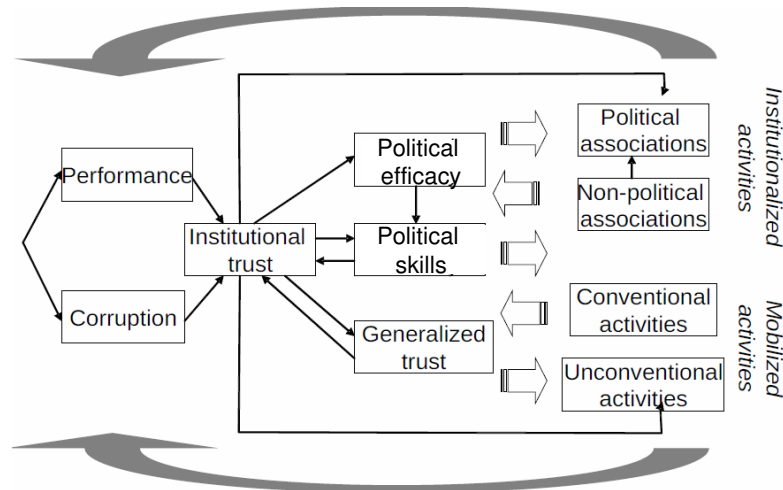 Performance
Corruption
Institutional
trust
Political
efficacy
Political
skills
Generalized
trust
Political
associations
Non-political
associations
Conventional
activities
Unconventional
activities
Institutionalized
activities
Mobilized
activities